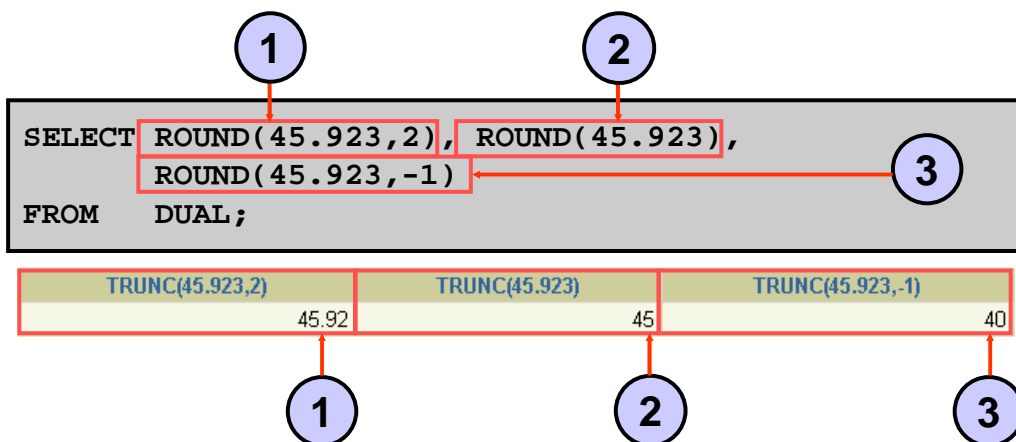 1 2
SELECT ROUND(45.923,2), ROUND(45.923),
ROUND(45.923,-1)
3
FROM DUAL;
TRUNC(45.923,2) TRUNC(45.923) TRUNC(45.923,-1)
45.92 45 40
1 2 3